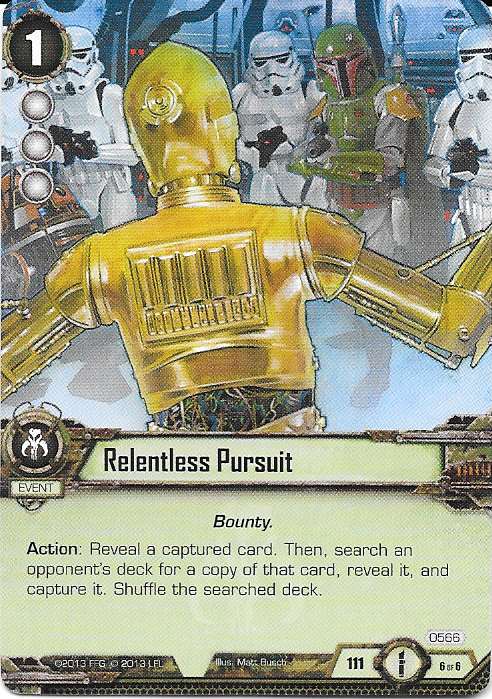 1
Relentless Pursuit
EVENT
Bounty.
Action: Reveal a captured card. Then, search an
opponent's deck for a copy of that card, reveal it, and
capture it. Shuffle the searched deck.
0566
©2013 FFG © 2013 LFL
Illus. Matt Busch
111
6 OF 6